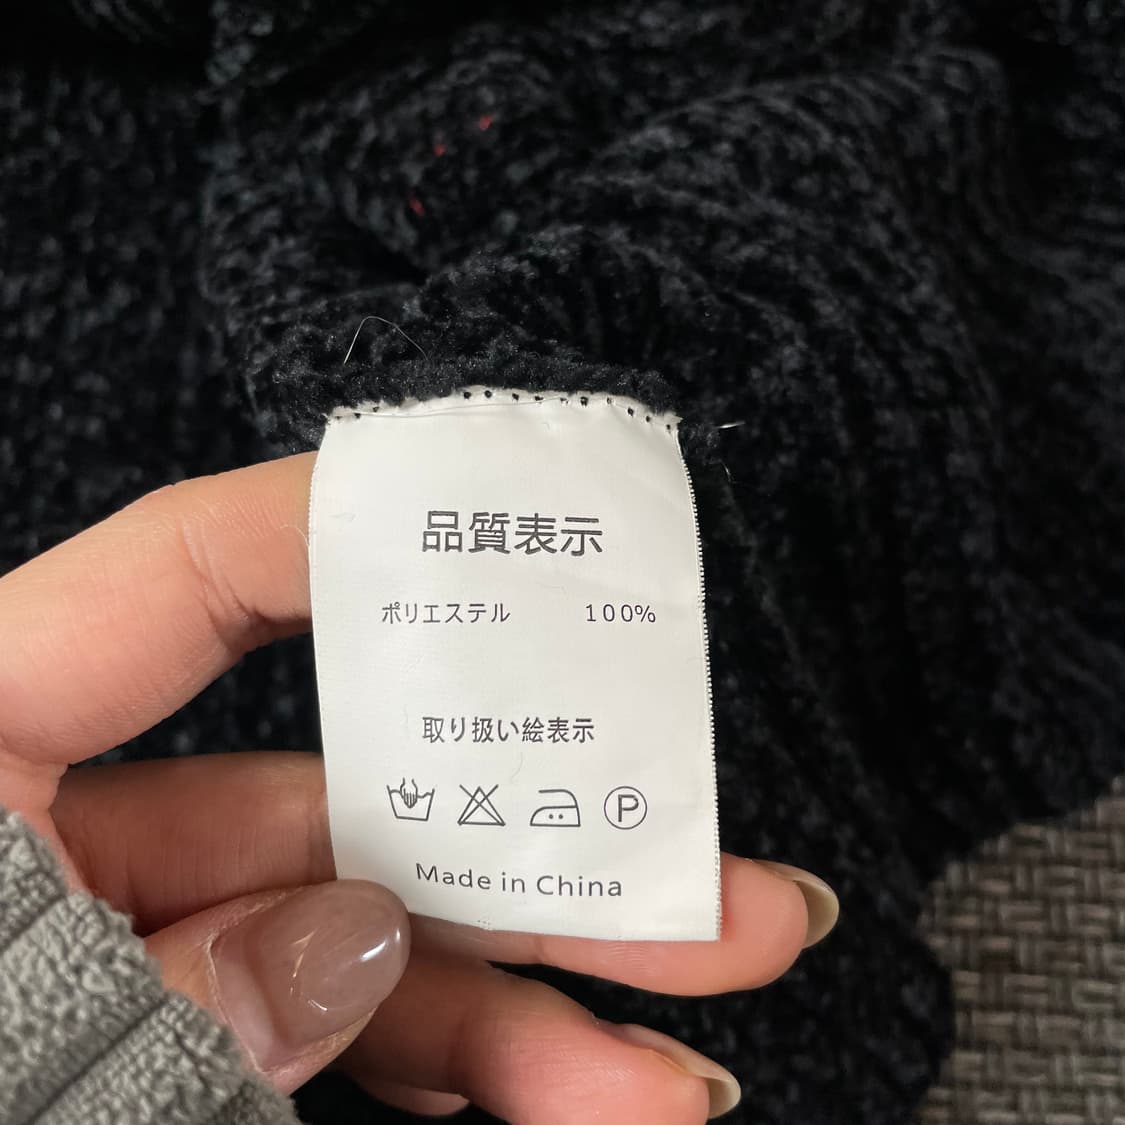 品質表示
ポリエステル 100%
取り扱い絵表示
P
Made in China